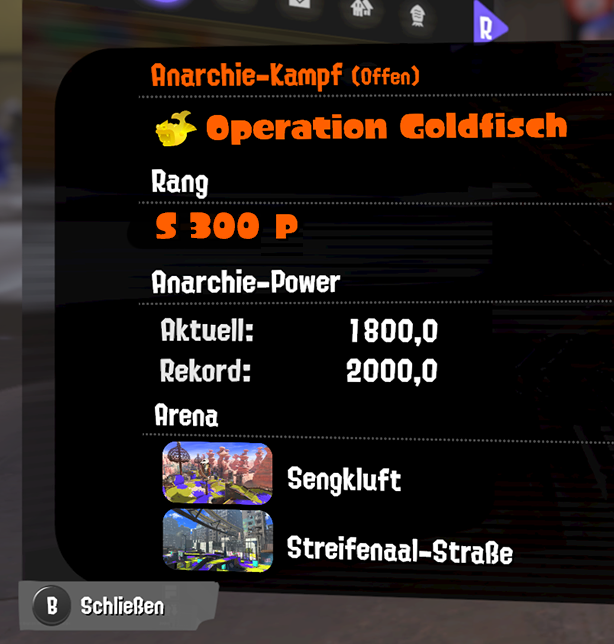 R
Anarchie-Kampf (Offen)
Operation Goldfisch
Rang
S 300 P
Anarchie-Power
Aktuell: 1800,0
Rekord: 2000,0
Arena
Sengkluft
Streifenaal-Straße
B Schließen